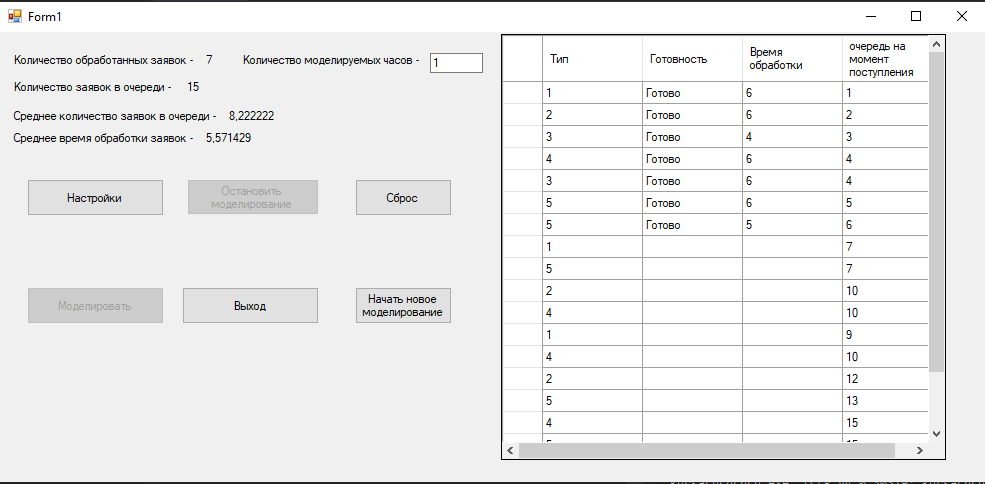 Form1
Количество обработанных заявок - 7 Количество моделируемых часов - 1
Количество заявок в очереди - 15
Среднее количество заявок в очереди - 8,222222
Среднее время обработки заявок - 5,571429
Настройки
Остановить
моделирование
Сброс
Моделировать
Выход
Начать новое
моделирование
Тип
Готовность
Время
обработки
очередь на
момент
поступления
1 Готово 6 1
2 Готово 6 2
3 Готово 4 3
4 Готово 6 4
3 Готово 6 4
5 Готово 6 5
5 Готово 5 6
1 7
5 7
2 10
4 10
1 9
4 10
2 12
5 13
4 15